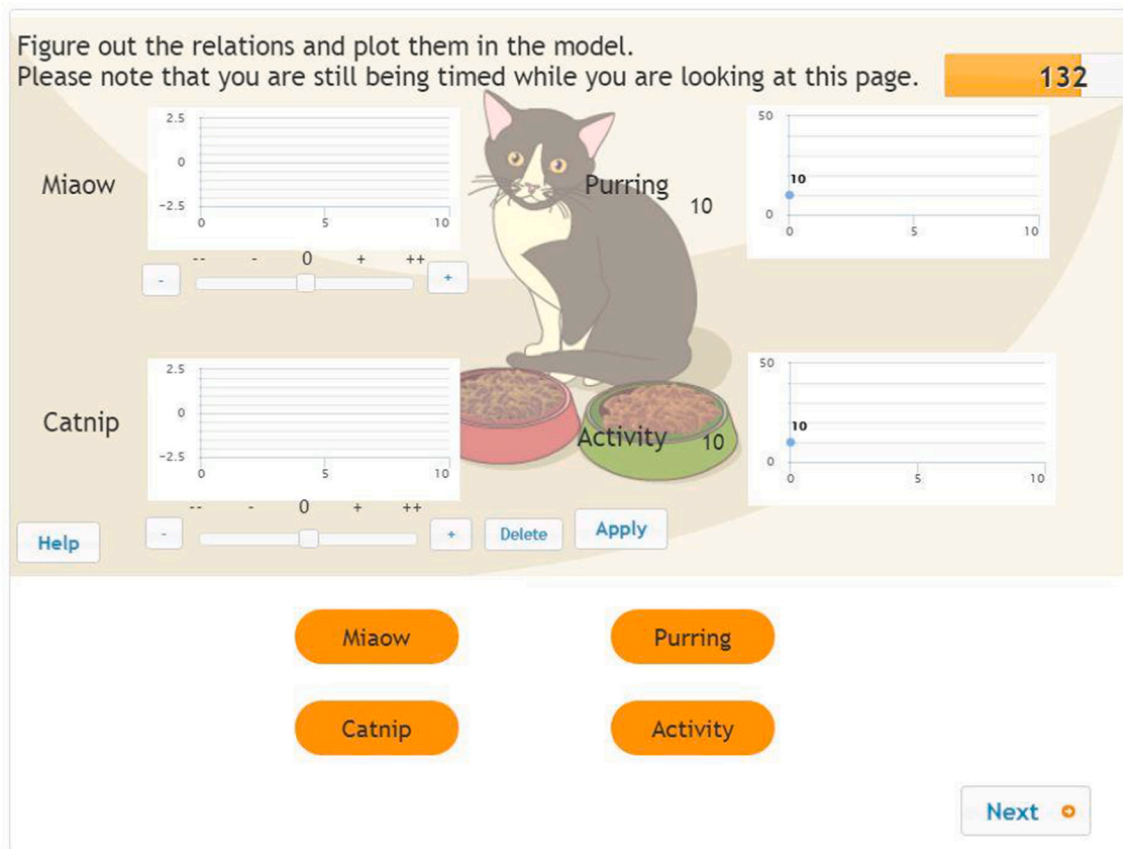 Figure out the relations and plot them in the model.
Please note that you are still being timed while you are looking at this page.
132
2.5
0
-2.5
0 5 10
Miaow
-- - 0 + ++
- +
Purring 10
50
10
0
0 5 10
2.5
0
-2.5
0 5 10
Catnip
-- - 0 + ++
- +
Activity 10
50
10
0
0 5 10
Help
Delete
Apply
Miaow Purring
Catnip Activity
Next